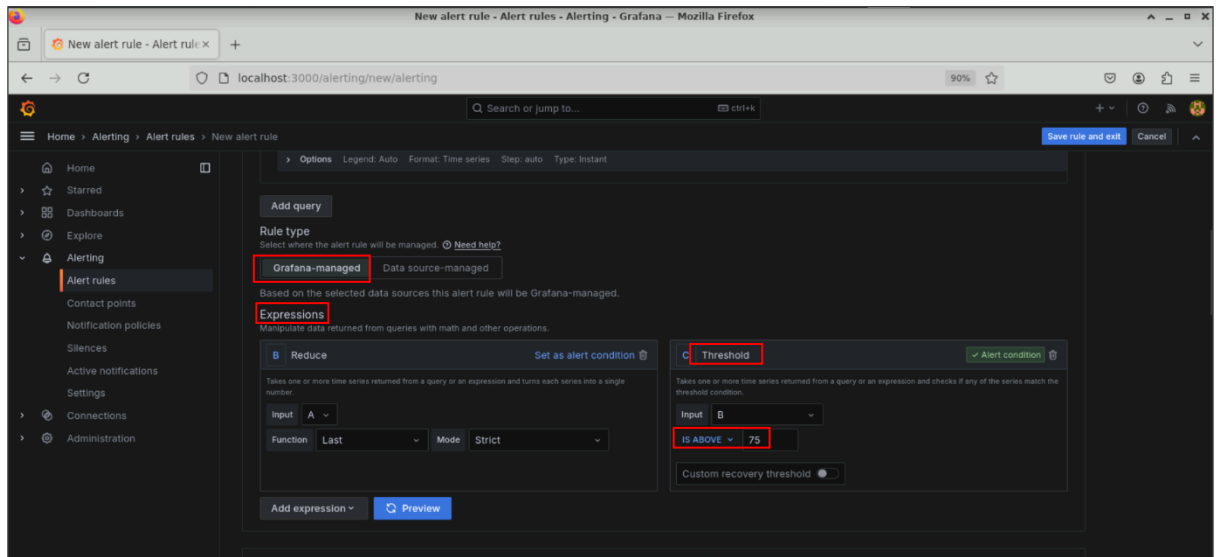 New alert rule - Alert rules - Alerting - Grafana — Mozilla Firefox
New alert rule - Alert rule
localhost:3000/alerting/new/alerting
90%
Search or jump to...
ctrl+k
Home › Alerting › Alert rules › New alert rule
Save rule and exit
Cancel
Home
Starred
Dashboards
Explore
Alerting
Alert rules
Contact points
Notification policies
Silences
Active notifications
Settings
Connections
Administration
Options Legend: Auto Format: Time series Step: auto Type: Instant
Add query
Rule type
Select where the alert rule will be managed. Need help?
Grafana-managed Data source-managed
Based on the selected data sources this alert rule will be Grafana-managed.
Expressions
Manipulate data returned from queries with math and other operations.
B Reduce Set as alert condition
Takes one or more time series returned from a query or an expression and turns each series into a single
number.
Input A
Function Last Mode Strict
C Threshold Alert condition
Takes one or more time series returned from a query or an expression and checks if any of the series match the
threshold condition.
Input B
IS ABOVE 75
Custom recovery threshold
Add expression Preview